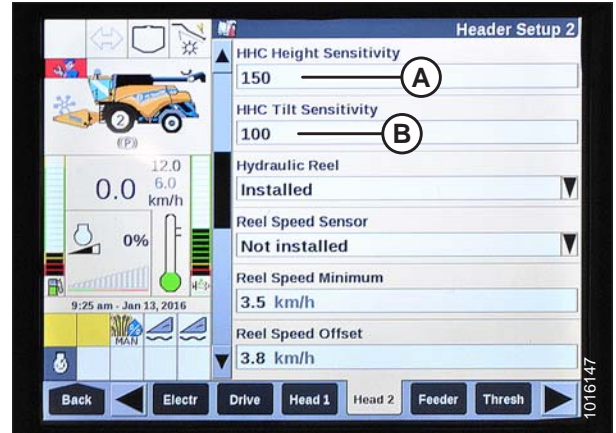 Header Setup 2
HHC Height Sensitivity
150
A
HHC Tilt Sensitivity
100
B
Hydraulic Reel
Installed
Reel Speed Sensor
Not installed
Reel Speed Minimum
3.5 km/h
Reel Speed Offset
3.8 km/h
2
(P)
12.0
0.0 6.0
km/h
0%
9:25 am - Jan 13, 2016
MAN
Back Electr Drive Head 1 Head 2 Feeder Thresh
1016147